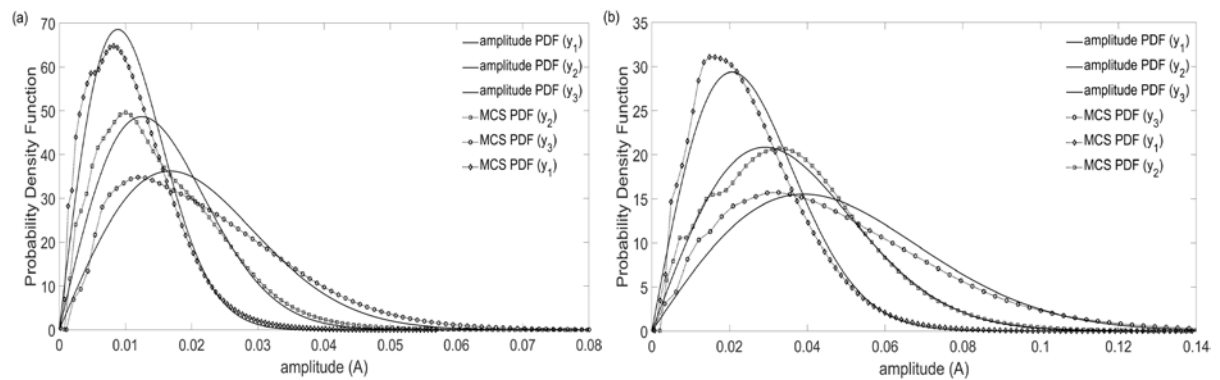 (a)
Probability Density Function
70
60
50
40
30
20
10
0
amplitude PDF (y1)
amplitude PDF (y2)
amplitude PDF (y3)
MCS PDF (y2)
MCS PDF (y3)
MCS PDF (y1)
0 0.01 0.02 0.03 0.04 0.05 0.06 0.07 0.08
amplitude (A)
(b)
Probability Density Function
35
30
25
20
15
10
5
0
amplitude PDF (y1)
amplitude PDF (y2)
amplitude PDF (y3)
MCS PDF (y3)
MCS PDF (y1)
MCS PDF (y2)
0 0.02 0.04 0.06 0.08 0.1 0.12 0.14
amplitude (A)